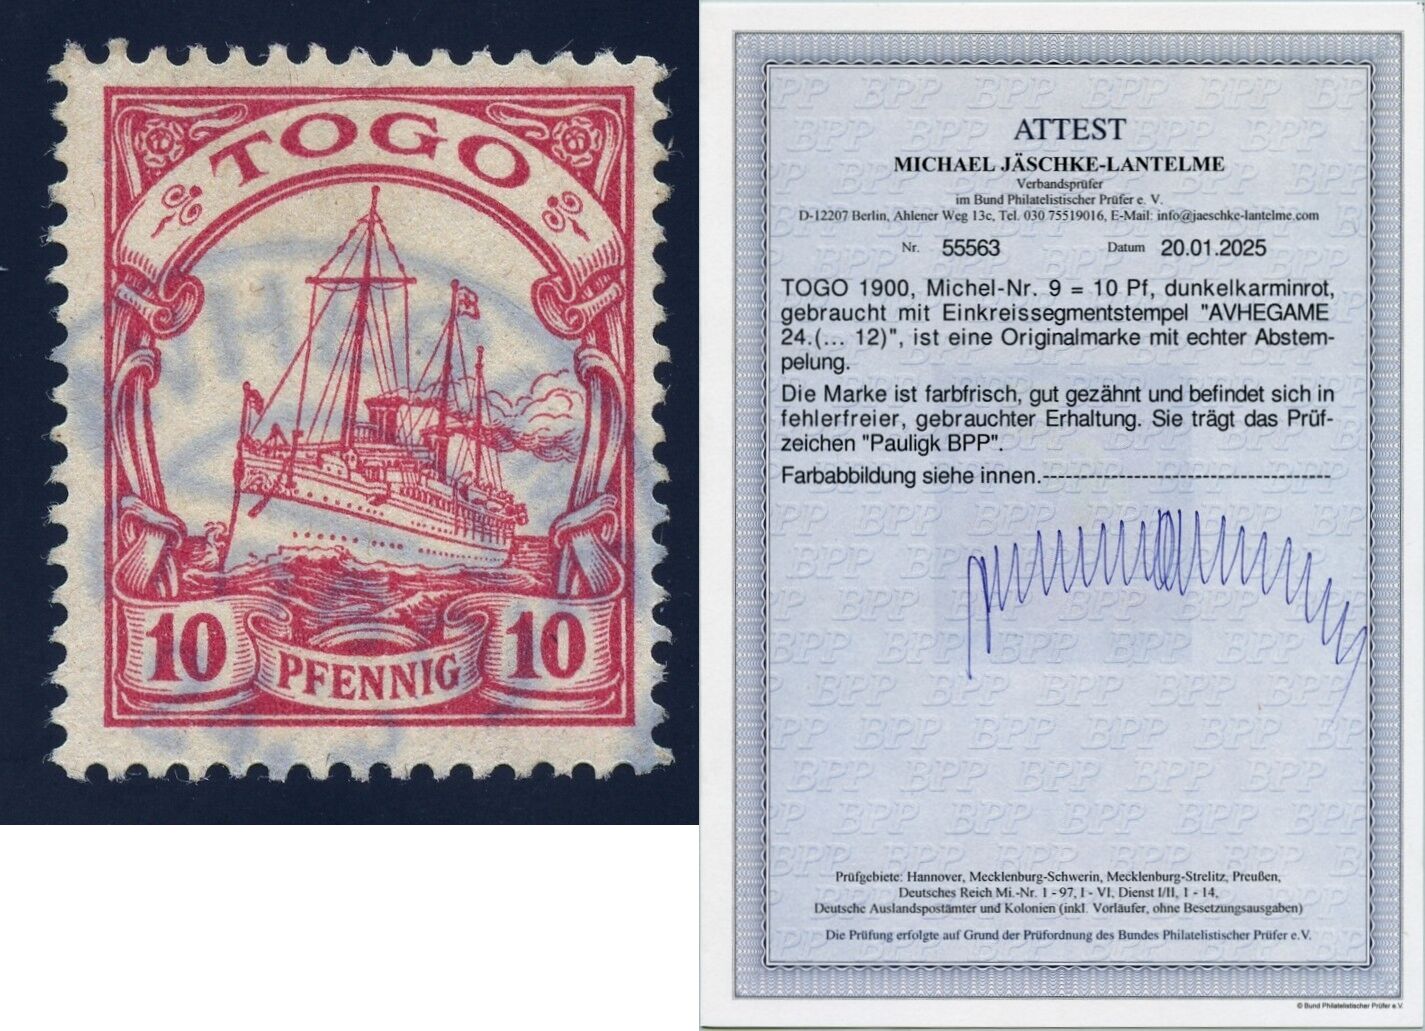 TOGO
10
PFENNIG
10
ATTEST
MICHAEL JÄSCHKE-LANTELME
Verbandsprüfer
im Bund Philatelistischer Prüfer e. V.
D-12207 Berlin, Ahlener Weg 13c, Tel. 030 75519016, E-Mail: info@jaeschke-lantelme.com
Nr. 55563 Datum 20.01.2025
TOGO 1900, Michel-Nr. 9 = 10 Pf, dunkelkarminrot,
gebraucht mit Einkreissegmentstempel "AVHEGAME
24.(... 12)", ist eine Originalmarke mit echter Abstem-
pelung.
Die Marke ist farbfrisch, gut gezähnt und befindet sich in
fehlerfreier, gebrauchter Erhaltung. Sie trägt das Prüf-
zeichen "Pauligk BPP".
Farbabbildung siehe innen.--------------------------------------
Prüfgebiete: Hannover, Mecklenburg-Schwerin, Mecklenburg-Strelitz, Preußen,
Deutsches Reich Mi.-Nr. 1 - 97, I - VI, Dienst I/II, 1 - 14,
Deutsche Auslandspostämter und Kolonien (inkl. Vorläufer, ohne Besetzungsausgaben)
Die Prüfung erfolgte auf Grund der Prüfordnung des Bundes Philatelistischer Prüfer e.V.
© Bund Philatelistischer Prüfer e.V.